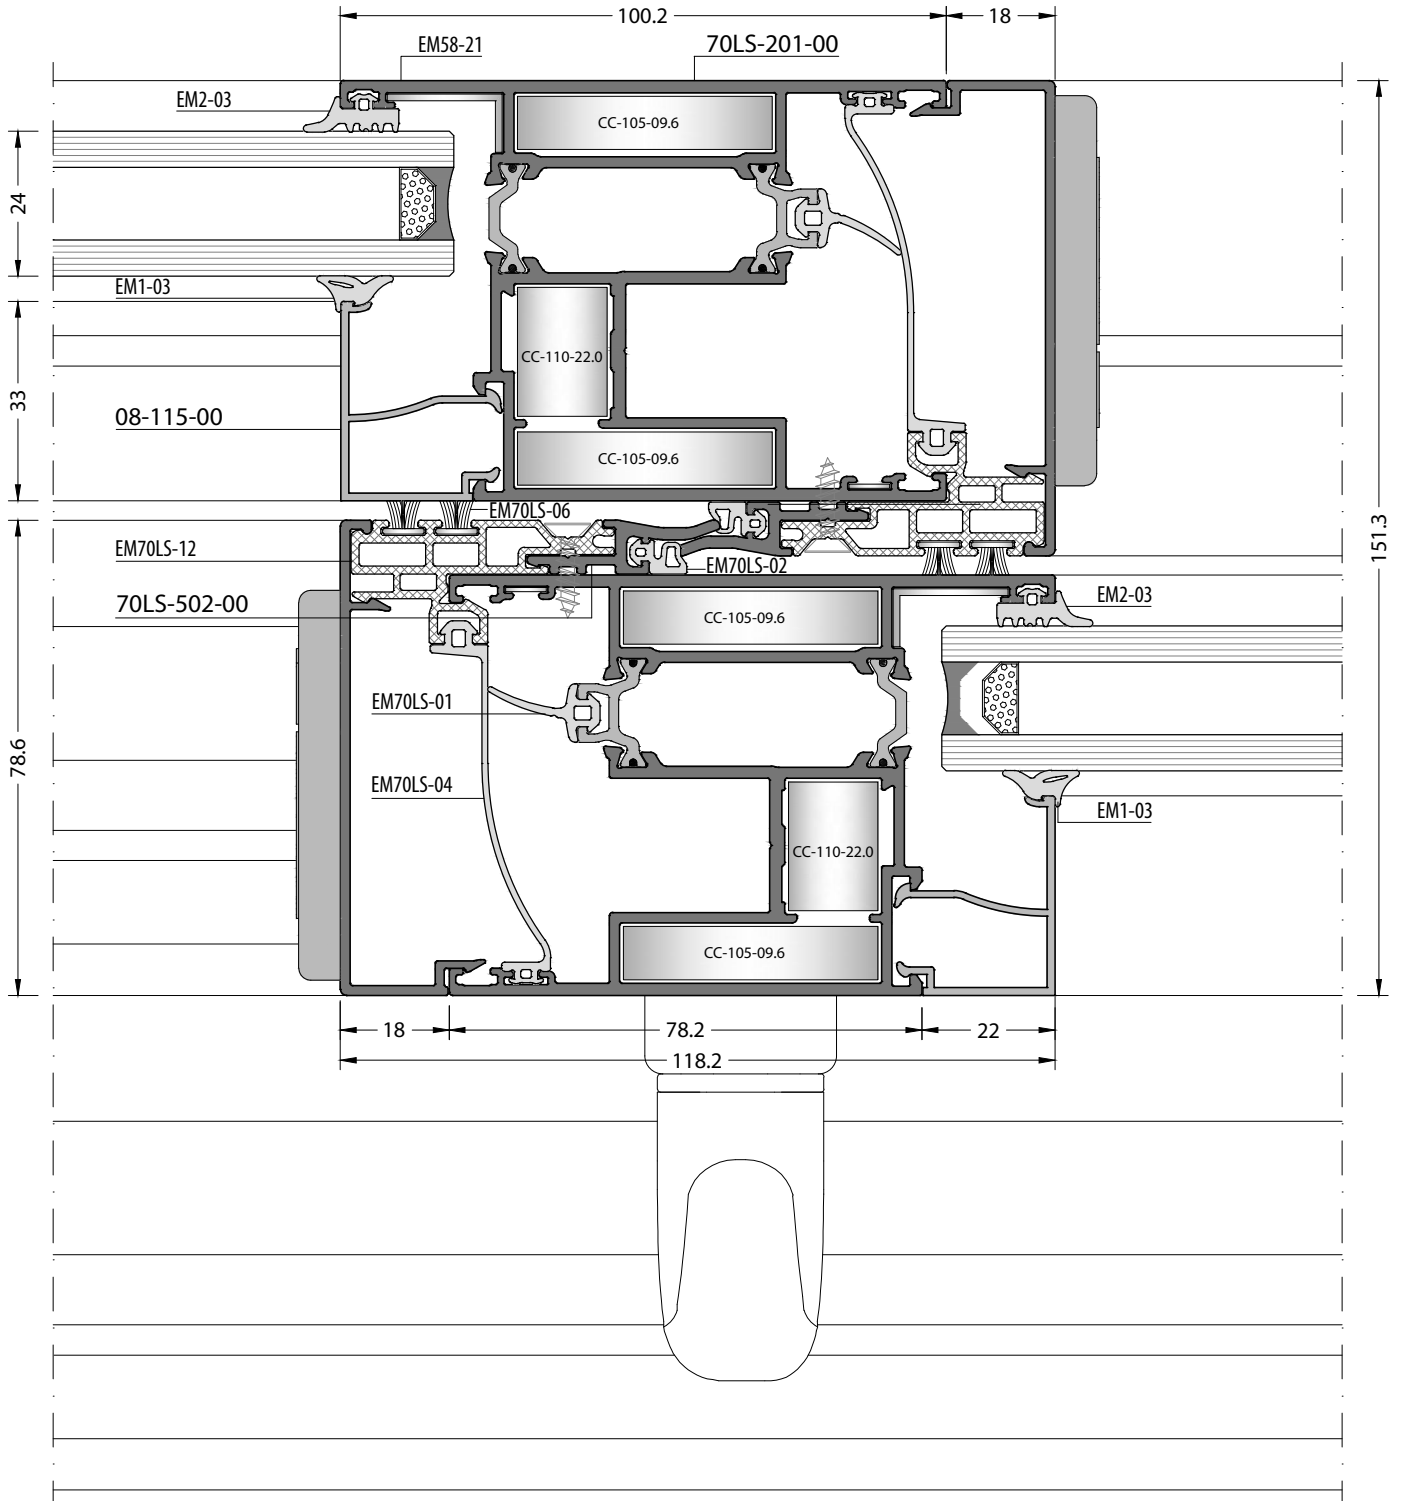 100.2
18
EM58-21
70LS-201-00
EM2-03
CC-105-09.6
24
EM1-03
CC-110-22.0
33
08-115-00
CC-105-09.6
EM70LS-06
EM70LS-12
EM70LS-02
151.3
70LS-502-00
EM2-03
CC-105-09.6
EM70LS-01
78.6
EM70LS-04
EM1-03
CC-110-22.0
CC-105-09.6
18
78.2
22
118.2